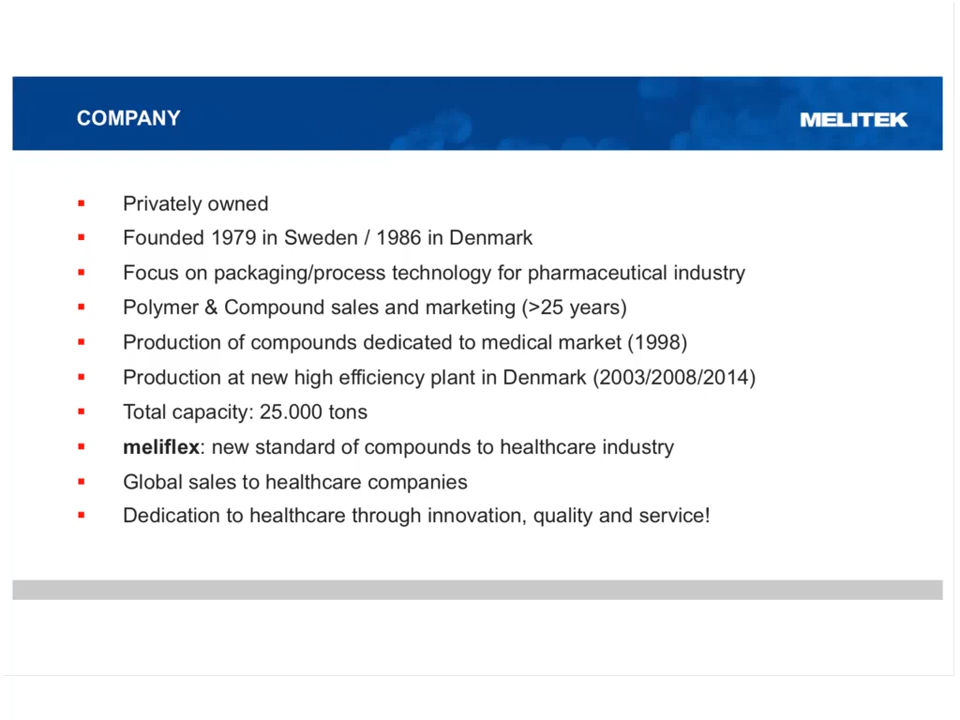 COMPANY
MELITEK
Privately owned
Founded 1979 in Sweden / 1986 in Denmark
Focus on packaging/process technology for pharmaceutical industry
Polymer & Compound sales and marketing (>25 years)
Production of compounds dedicated to medical market (1998)
Production at new high efficiency plant in Denmark (2003/2008/2014)
Total capacity: 25.000 tons
meliflex: new standard of compounds to healthcare industry
Global sales to healthcare companies
Dedication to healthcare through innovation, quality and service!